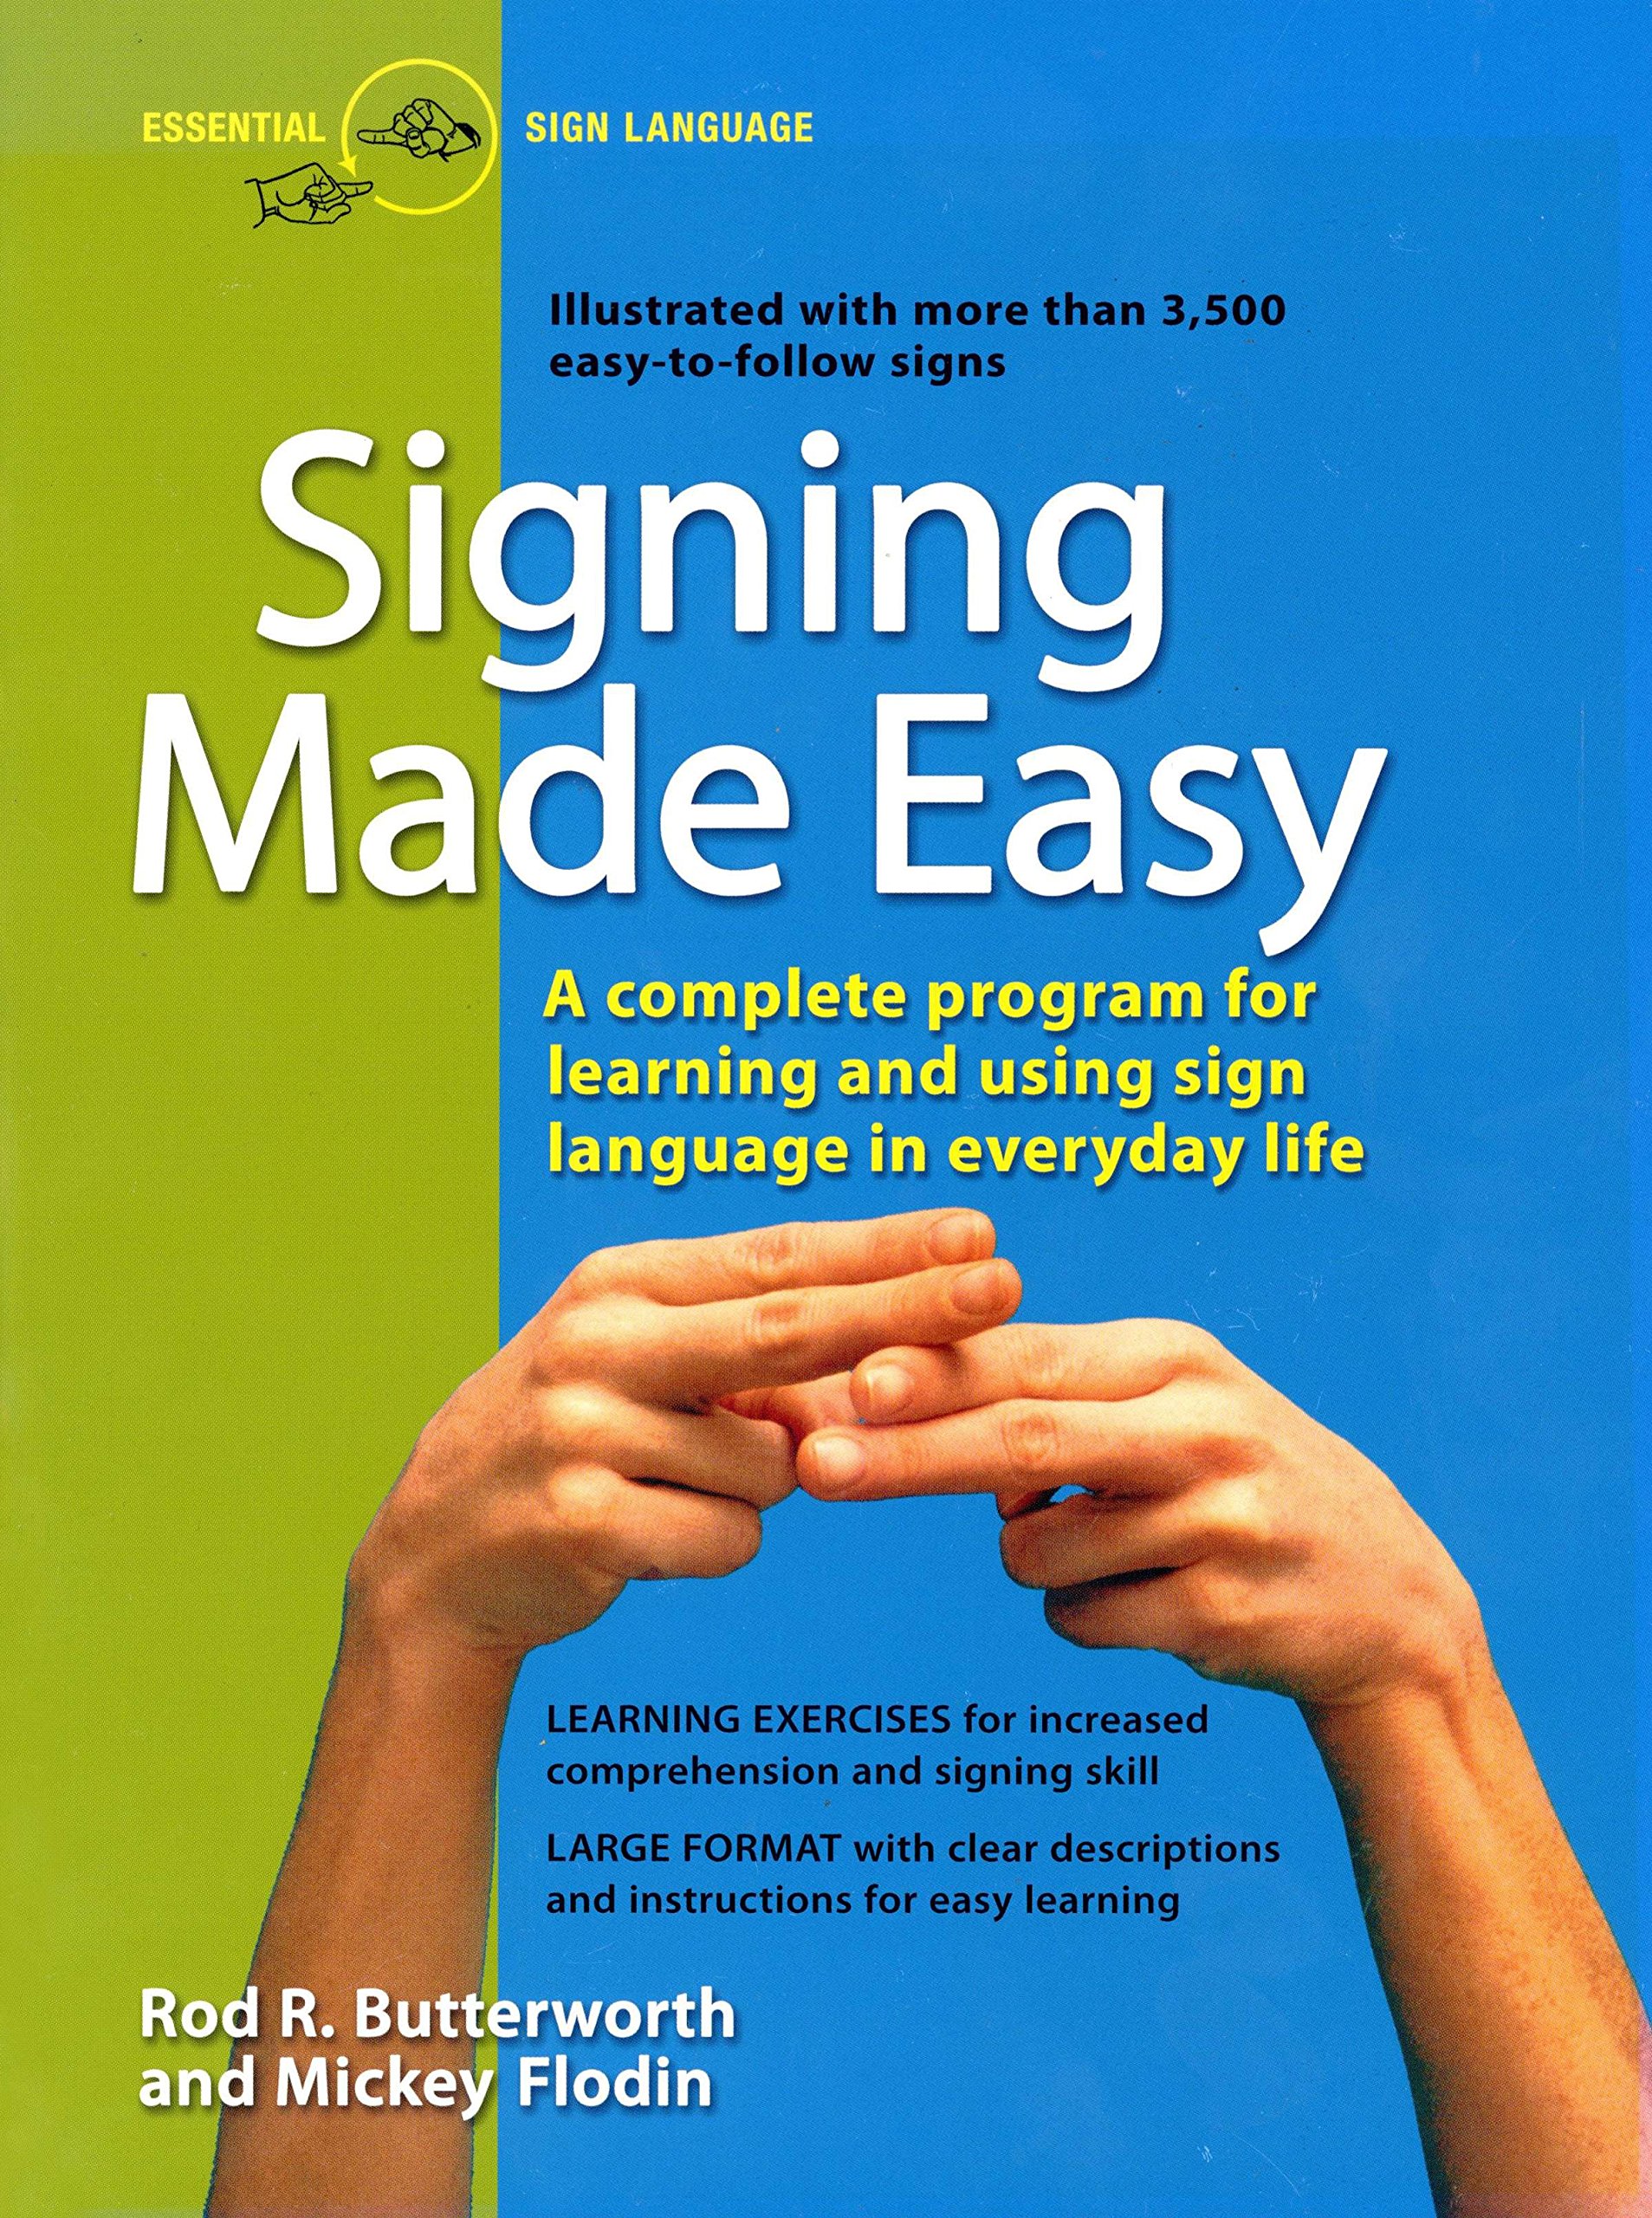 ESSENTIAL SIGN LANGUAGE
Illustrated with more than 3,500
easy-to-follow signs
Signing
Made Easy
A complete program for
learning and using sign
language in everyday life
LEARNING EXERCISES for increased
comprehension and signing skill
LARGE FORMAT with clear descriptions
and instructions for easy learning
Rod R. Butterworth
and Mickey Flodin